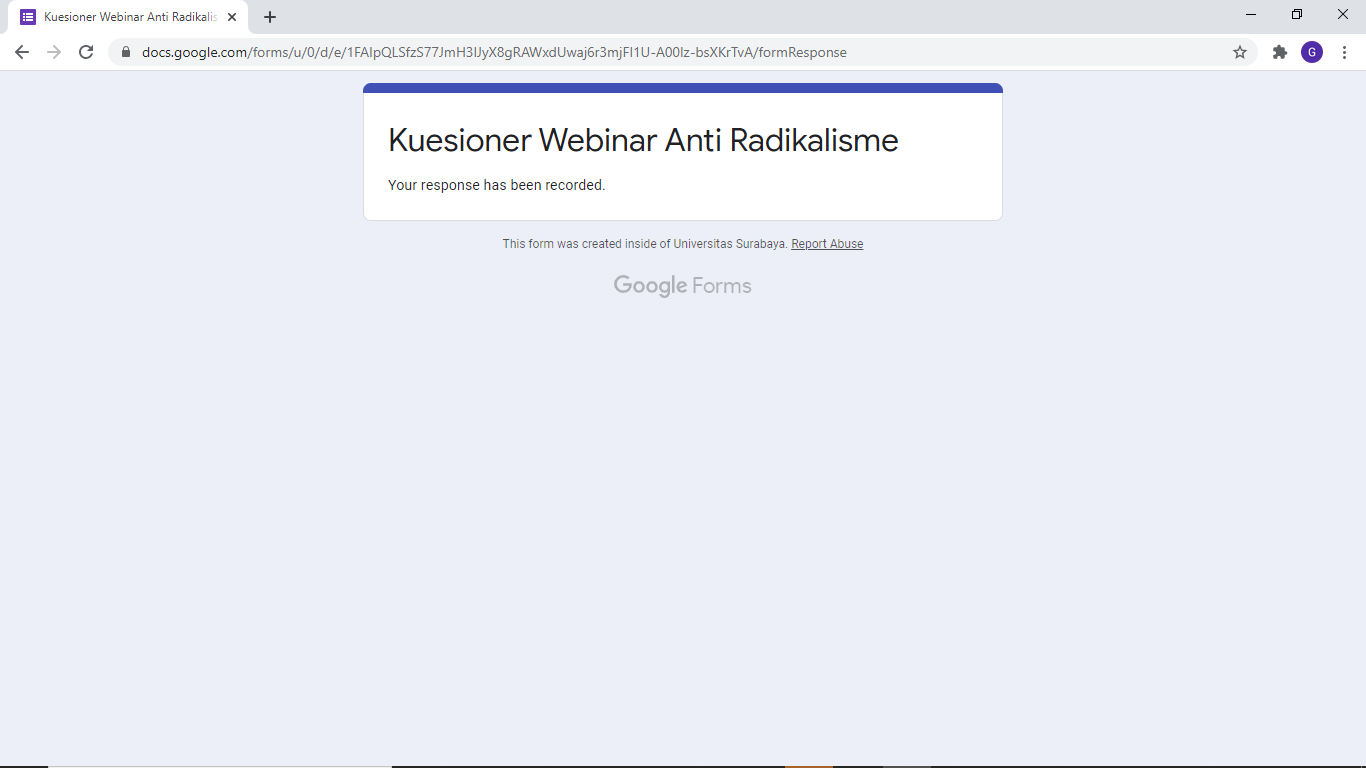 Kuesioner Webinar Anti Radikalis
docs.google.com/forms/u/0/d/e/1FAIpQLSfzS77JmH3lJyX8gRAWxdUwaj6r3mjFI1U-A00lz-bsXKrTvA/formResponse
G
Kuesioner Webinar Anti Radikalisme
Your response has been recorded.
This form was created inside of Universitas Surabaya. Report Abuse
Google Forms